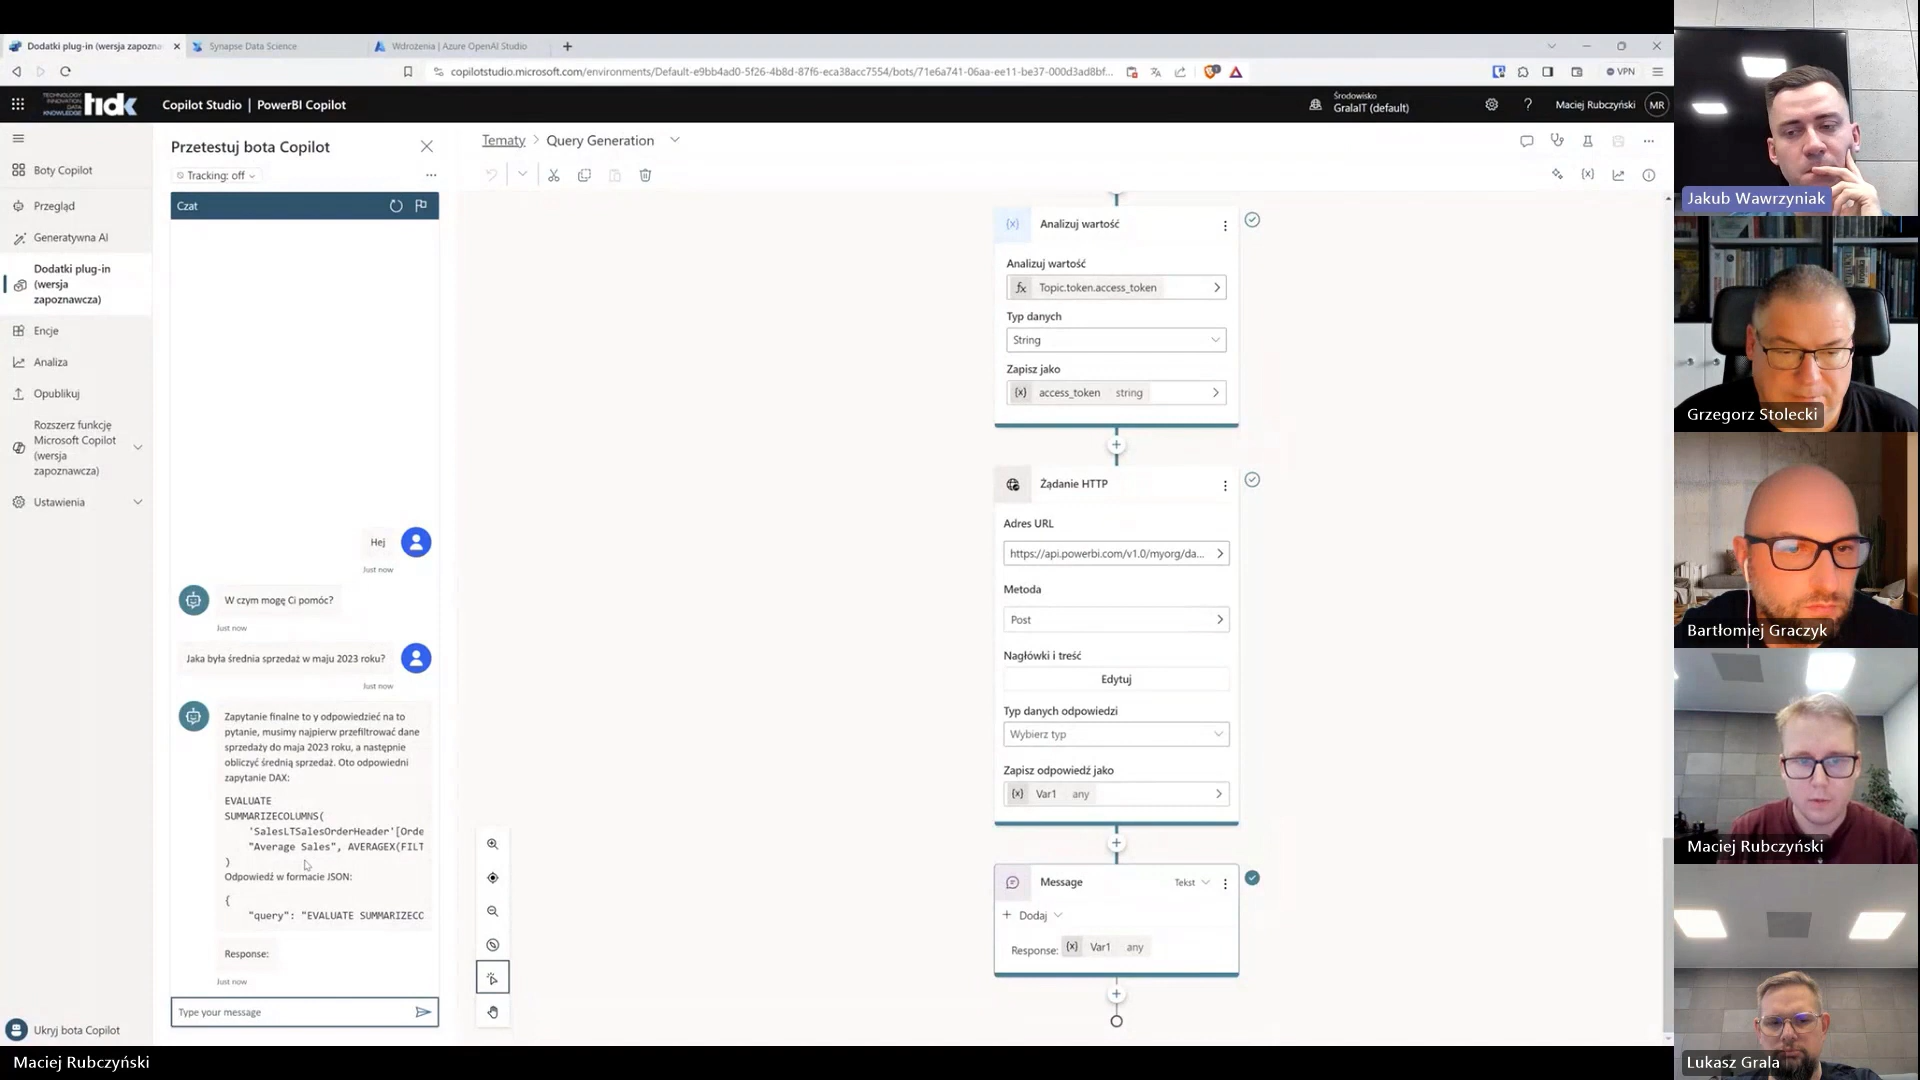 Dodatki plug-in (wersja zapozna
Synapse Data Science
Wdrożenia | Azure OpenAI Studio
copilotstudio.microsoft.com/environments/Default-e9bb4ad0-5f26-4b8d-87f6-eca38acc7554/bots/71e6a741-06aa-ee11-be37-000d3ad8bf...
VPN
TECHNOLOGY
INNOVATION
DATA
KNOWLEDGE
tidk
Copilot Studio | PowerBI Copilot
Środowisko
GralaIT (default)
?
Maciej Rubczyński
MR
Boty Copilot
Przegląd
Generatywna AI
Dodatki plug-in
(wersja
zapoznawcza)
Encje
Analiza
Opublikuj
Rozszerz funkcję
Microsoft Copilot
(wersja
zapoznawcza)
Ustawienia
Ukryj bota Copilot
Przetestuj bota Copilot
Tracking: off
Czat
Hej
Just now
W czym mogę Ci pomóc?
Just now
Jaka była średnia sprzedaż w maju 2023 roku?
Just now
Zapytanie finalne to y odpowiedzieć na to
pytanie, musimy najpierw przefiltrować dane
sprzedaży do maja 2023 roku, a następnie
obliczyć średnią sprzedaż. Oto odpowiedni
zapytanie DAX:
EVALUATE
SUMMARIZECOLUMNS(
'SalesLTSalesOrderHeader'[Orde
"Average Sales", AVERAGEX(FILT
)
Odpowiedź w formacie JSON:
{
"query": "EVALUATE SUMMARIZECC
Response:
Just now
Type your message
Tematy > Query Generation
Analizuj wartość
Analizuj wartość
fx Topic.token.access_token
Typ danych
String
Zapisz jako
{x} access_token string
Żądanie HTTP
Adres URL
https://api.powerbi.com/v1.0/myorg/da...
Metoda
Post
Nagłówki i treść
Edytuj
Typ danych odpowiedzi
Wybierz typ
Zapisz odpowiedź jako
{x} Var1 any
Message
Tekst
+ Dodaj
Response: {x} Var1 any
Jakub Wawrzyniak
Grzegorz Stolecki
Bartłomiej Graczyk
Maciej Rubczyński
Lukasz Grala
Maciej Rubczyński